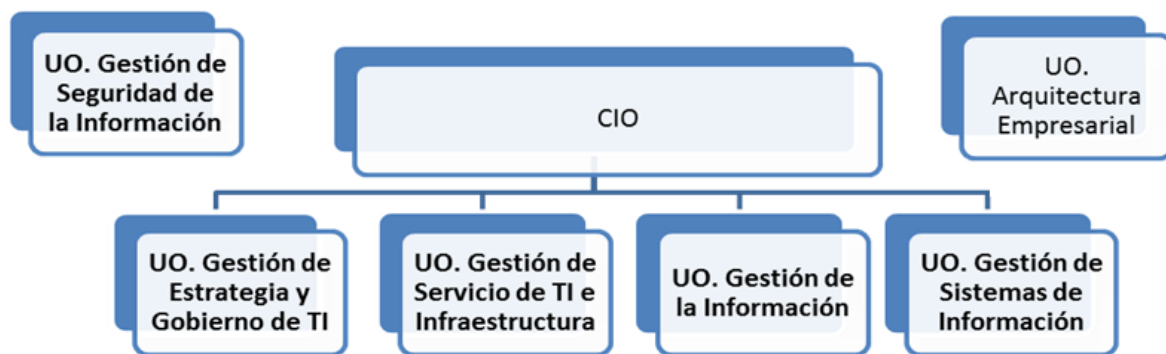 UO. Gestión de
Seguridad de
la Información
CIO
UO.
Arquitectura
Empresarial
UO. Gestión de
Estrategia y
Gobierno de TI
UO. Gestión de
Servicio de TI e
Infraestructura
UO. Gestión de
la Información
UO. Gestión de
Sistemas de
Información